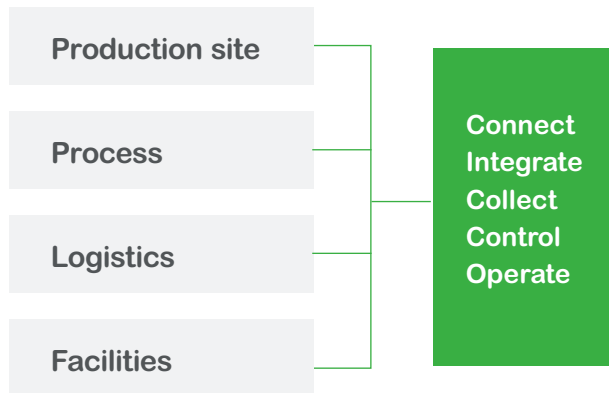 Production site
Process
Logistics
Facilities
Connect
Integrate
Collect
Control
Operate